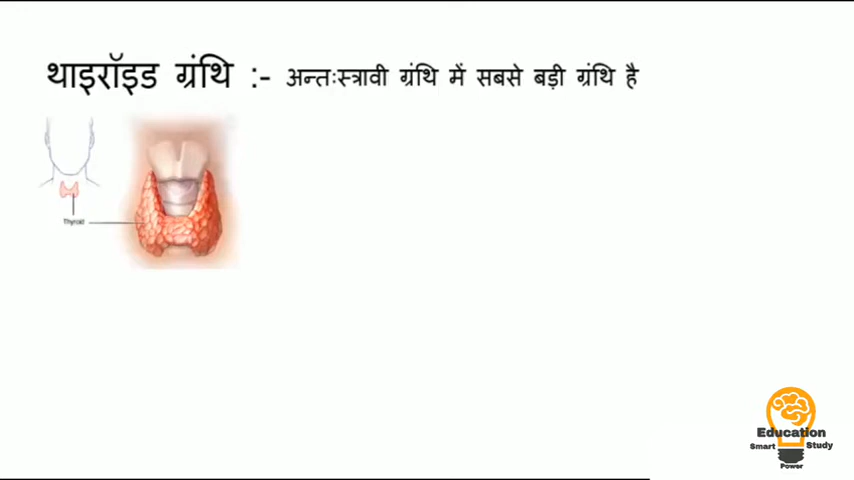 थाइरॉइड ग्रंथि :- अन्तःस्त्रावी ग्रंथि में सबसे बड़ी ग्रंथि है
Thyroid
Education
Smart Study
Power